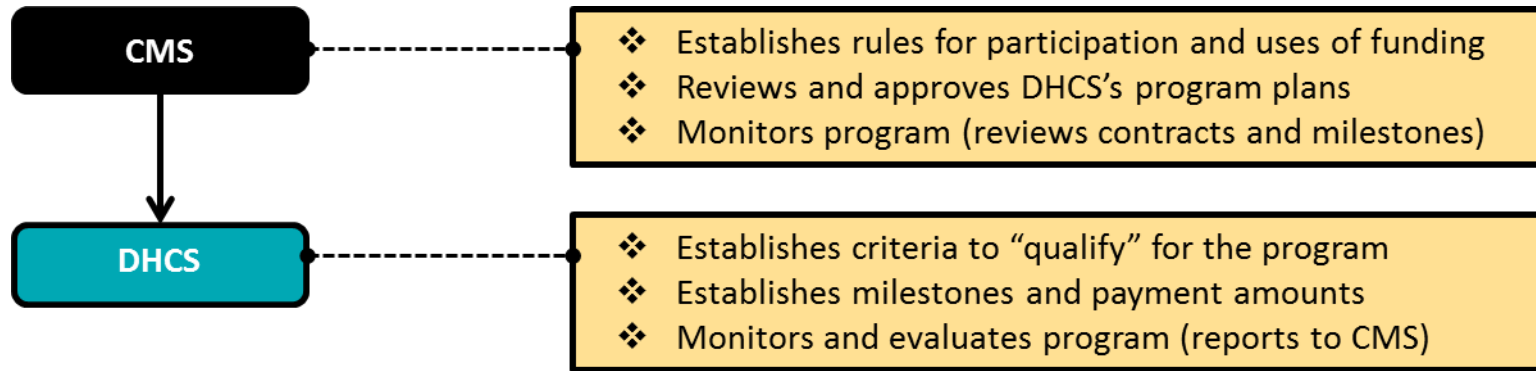 CMS
❖ Establishes rules for participation and uses of funding
❖ Reviews and approves DHCS’s program plans
❖ Monitors program (reviews contracts and milestones)
DHCS
❖ Establishes criteria to “qualify” for the program
❖ Establishes milestones and payment amounts
❖ Monitors and evaluates program (reports to CMS)